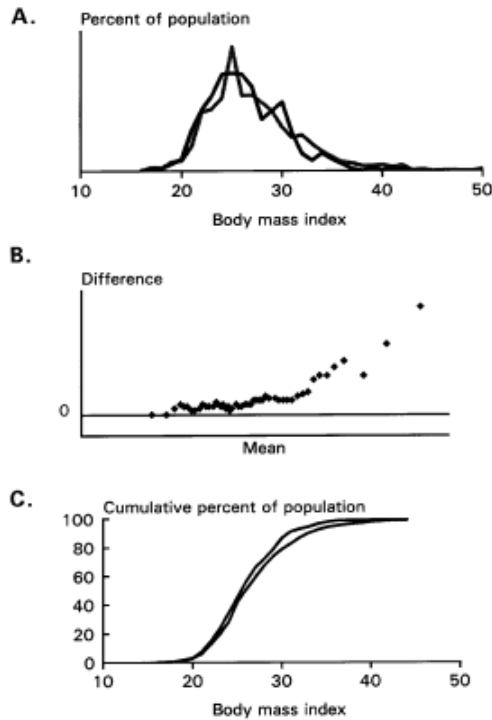 A.
Percent of population
10 20 30 40 50
Body mass index
B.
Difference
0
Mean
C.
Cumulative percent of population
100
80
60
40
20
0
10 20 30 40 50
Body mass index